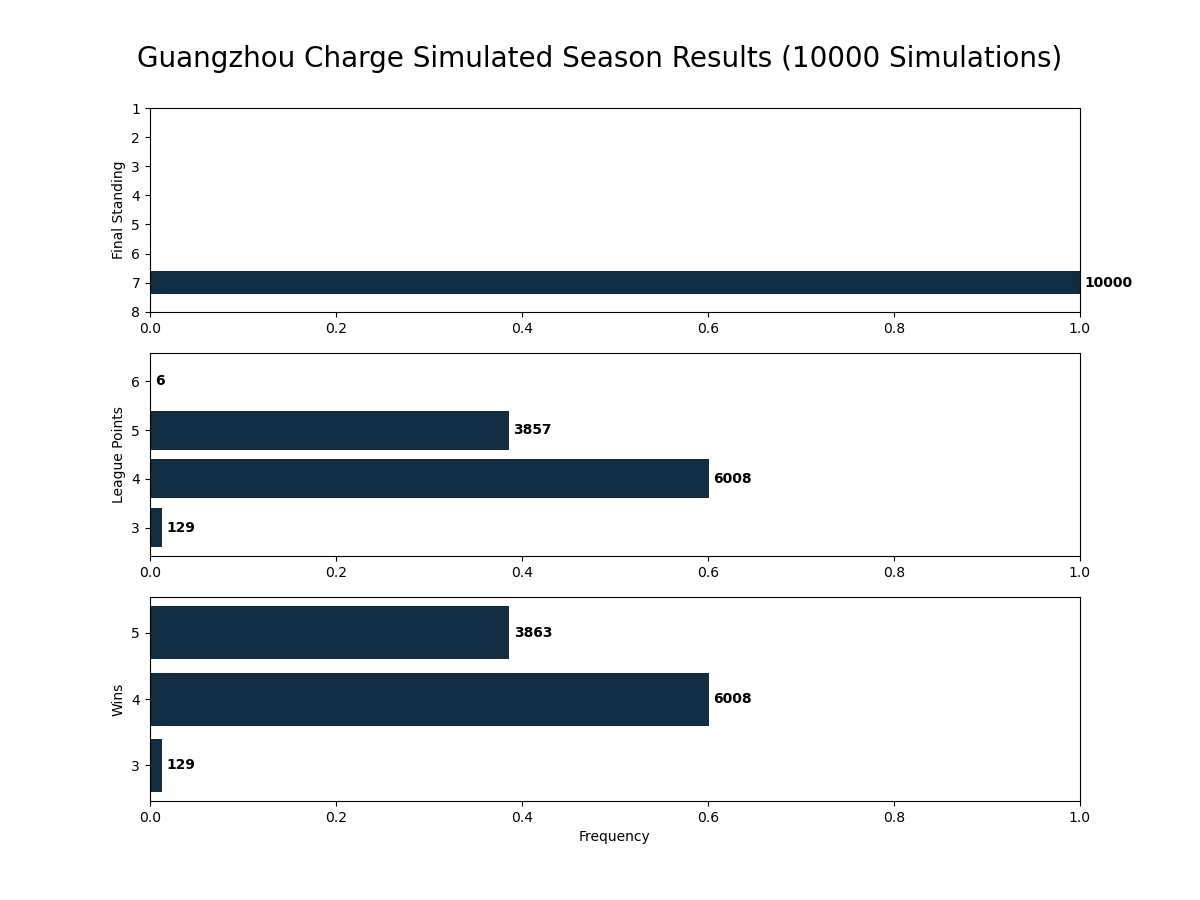 Guangzhou Charge Simulated Season Results (10000 Simulations)
Final Standing
1
2
3
4
5
6
7 10000
8
0.0 0.2 0.4 0.6 0.8 1.0
League Points
6 6
5 3857
4 6008
3 129
0.0 0.2 0.4 0.6 0.8 1.0
Wins
5 3863
4 6008
3 129
0.0 0.2 0.4 0.6 0.8 1.0
Frequency